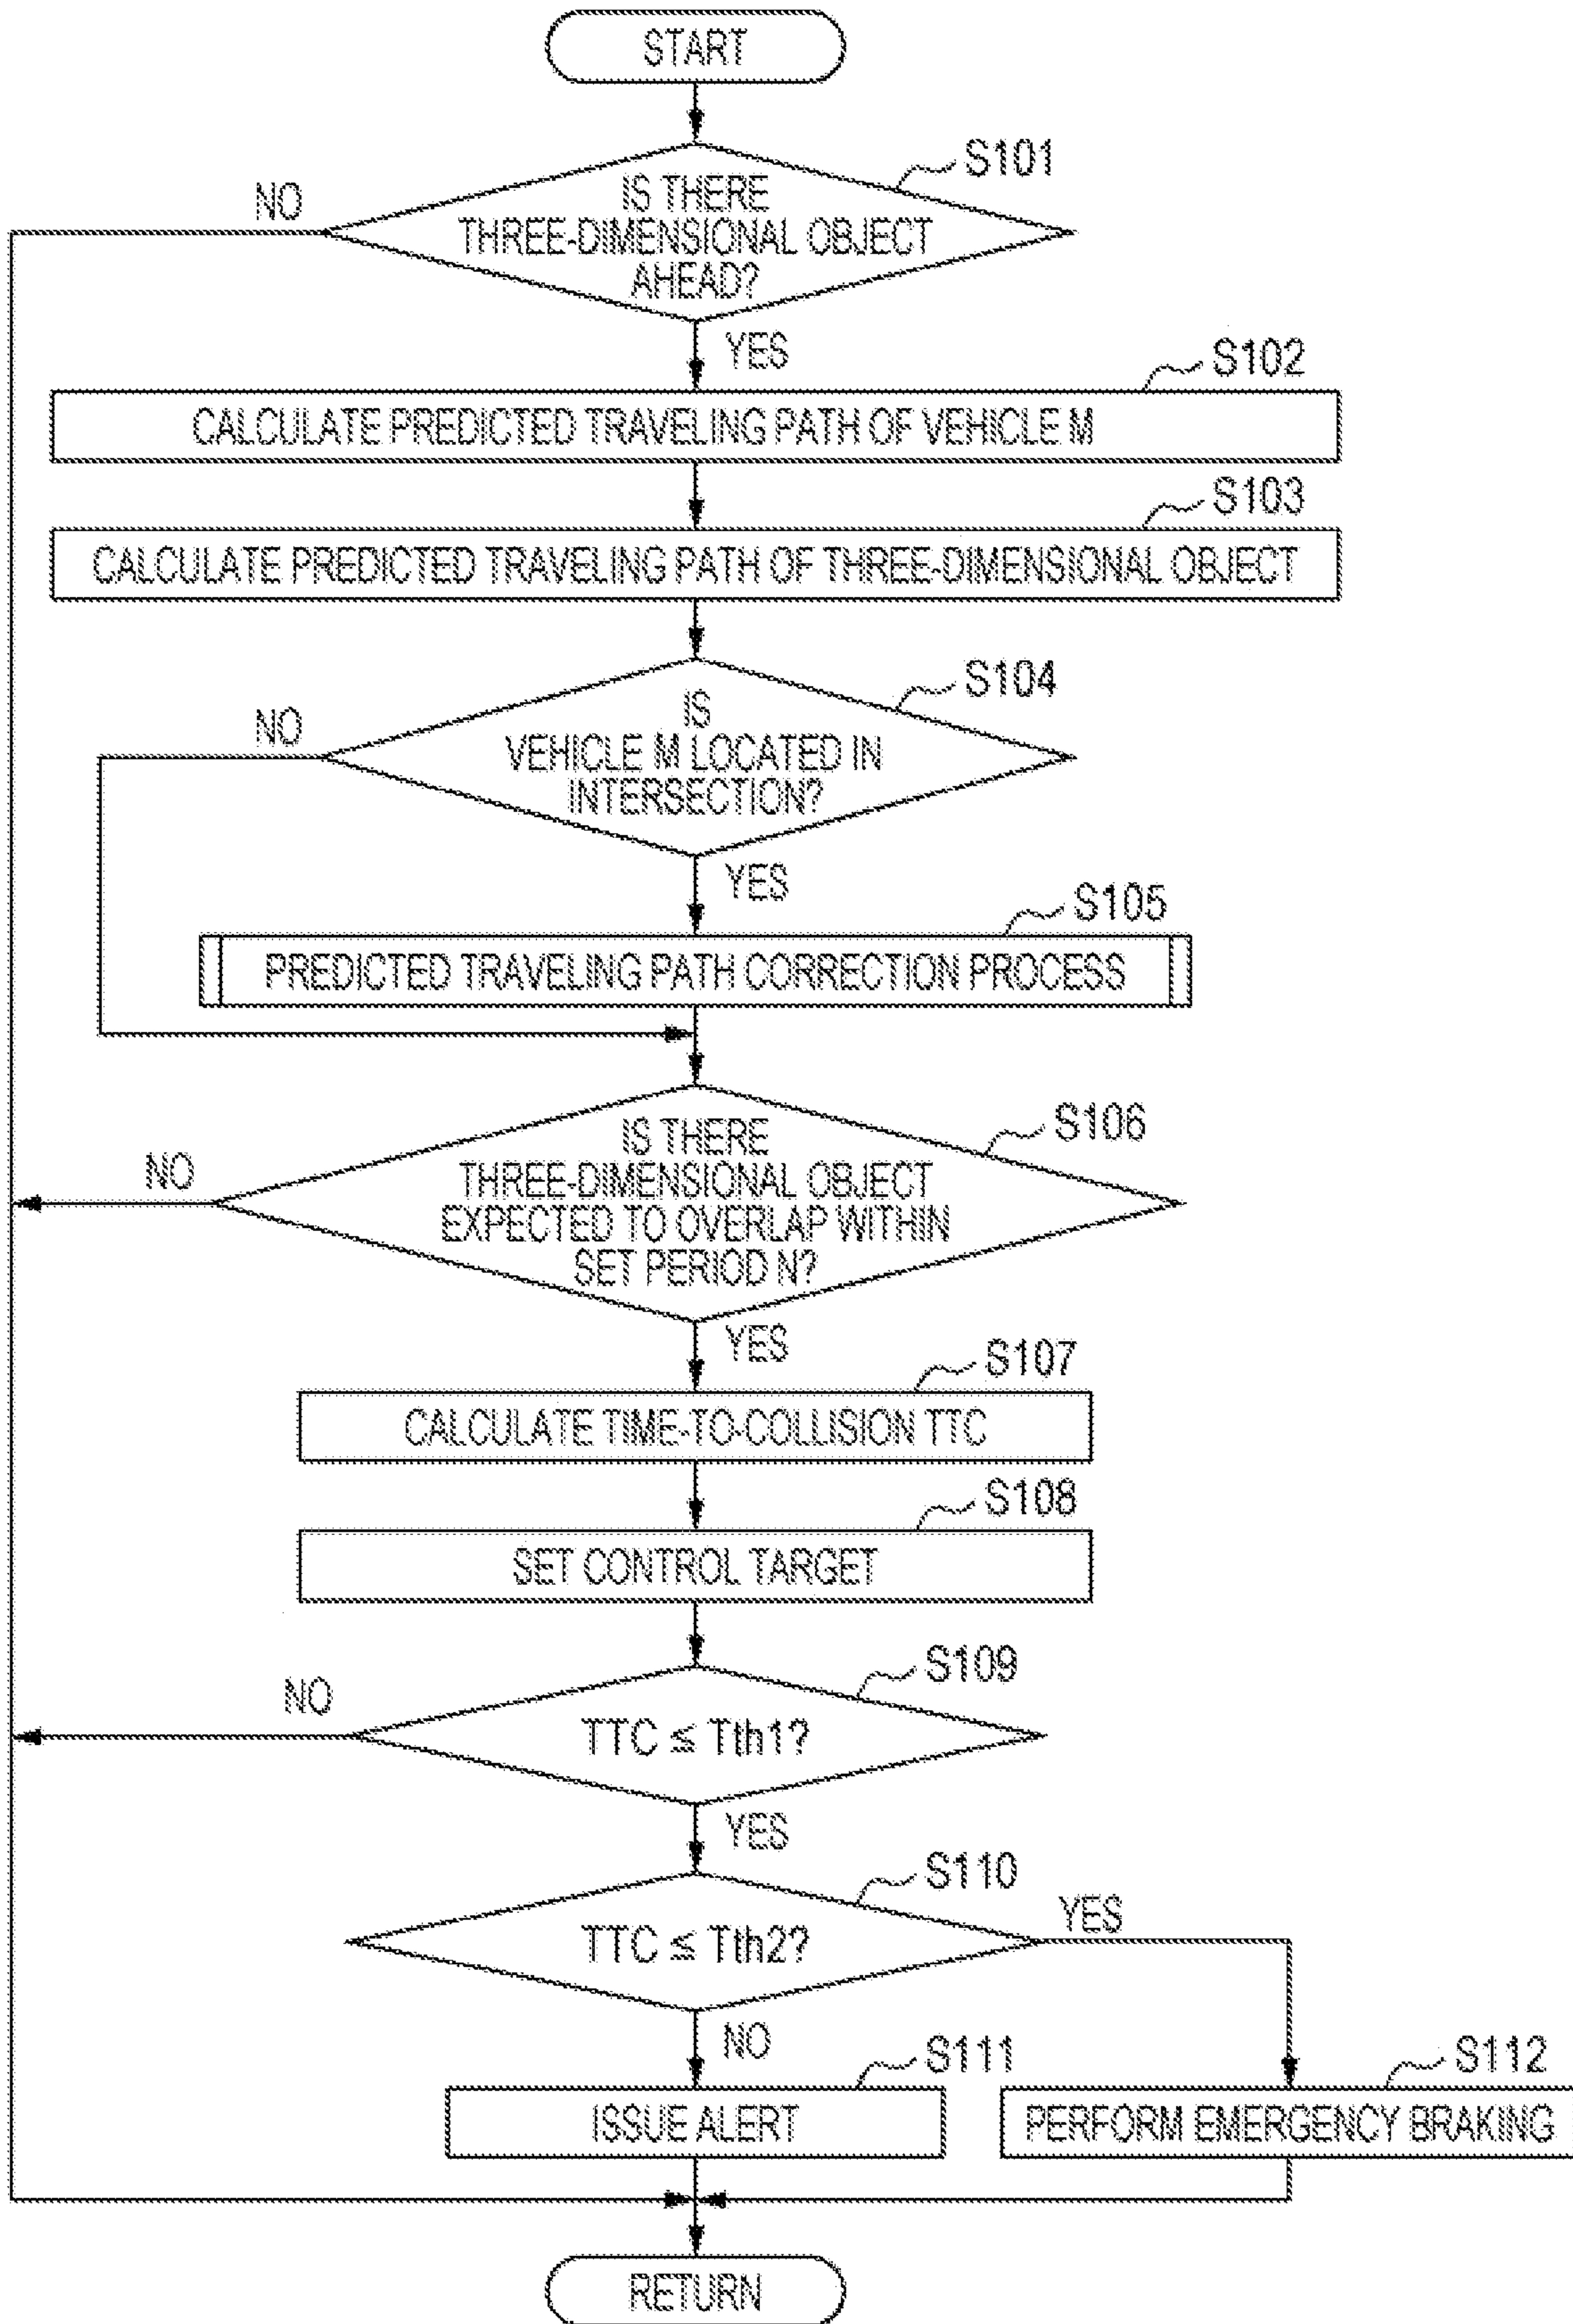 START
S101
NO
IS THERE
THREE-DIMENSIONAL OBJECT
AHEAD?
YES
S102
CALCULATE PREDICTED TRAVELING PATH OF VEHICLE M
S103
CALCULATE PREDICTED TRAVELING PATH OF THREE-DIMENSIONAL OBJECT
S104
NO
IS
VEHICLE M LOCATED IN
INTERSECTION?
YES
S105
PREDICTED TRAVELING PATH CORRECTION PROCESS
S106
NO
IS THERE
THREE-DIMENSIONAL OBJECT
EXPECTED TO OVERLAP WITHIN
SET PERIOD N?
YES
S107
CALCULATE TIME-TO-COLLISION TTC
S108
SET CONTROL TARGET
S109
NO
TTC ≦ Tth1?
YES
S110
YES
TTC ≦ Tth2?
NO
S111
ISSUE ALERT
S112
PERFORM EMERGENCY BRAKING
RETURN